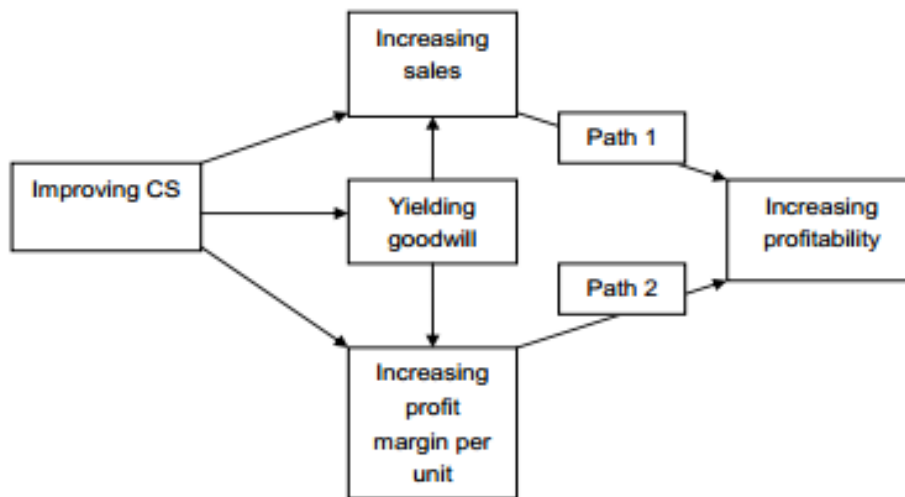 Increasing
sales
Path 1
Improving CS
Yielding
goodwill
Increasing
profitability
Path 2
Increasing
profit
margin per
unit